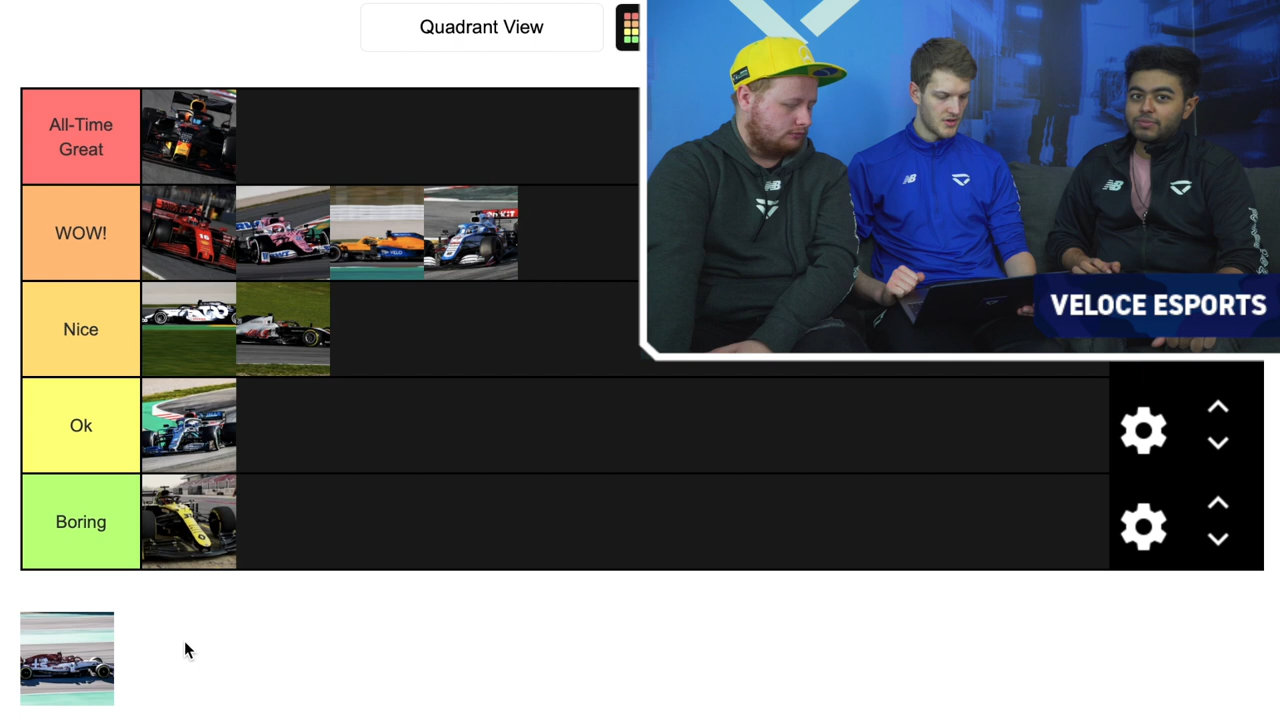 Quadrant View
All-Time
Great
WOW!
Nice
Ok
Boring
VELOCE ESPORTS